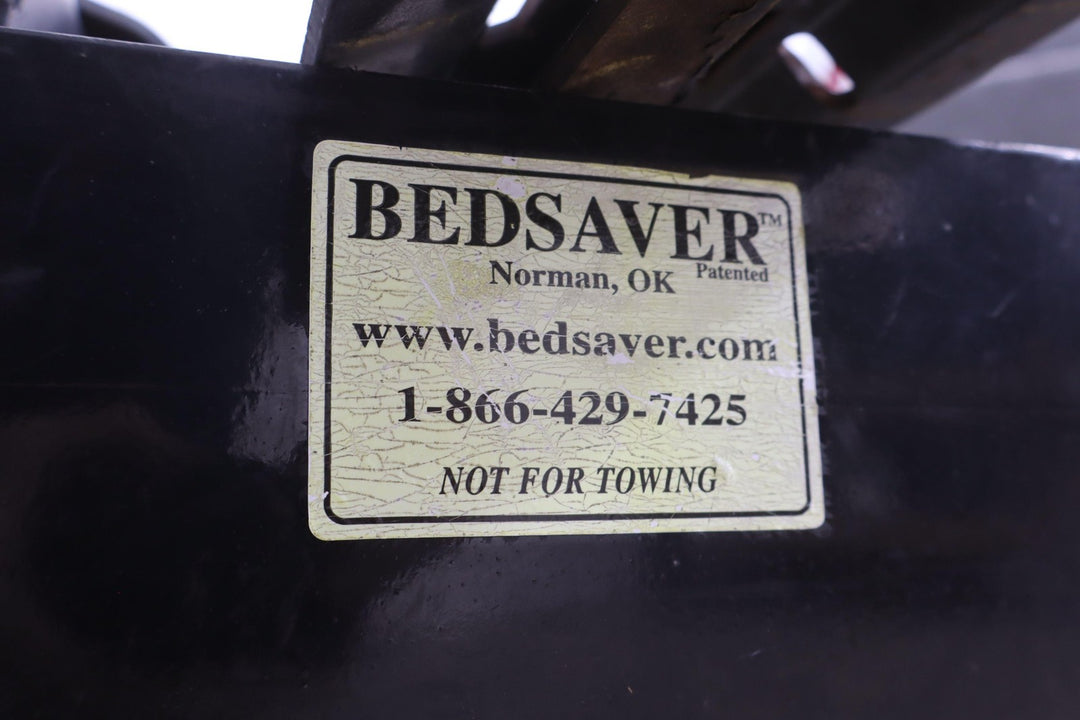 BEDSAVER™
Patented
Norman, OK
www.bedsaver.com
1-866-429-7425
NOT FOR TOWING